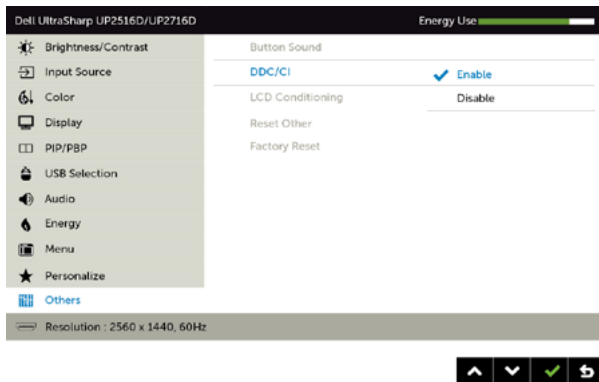 Dell UltraSharp UP2516D/UP2716D Energy Use
Brightness/Contrast Button Sound
Input Source DDC/CI Enable
Color LCD Conditioning Disable
Display Reset Other
PIP/PBP Factory Reset
USB Selection
Audio
Energy
Menu
Personalize
Others
Resolution : 2560 x 1440, 60Hz